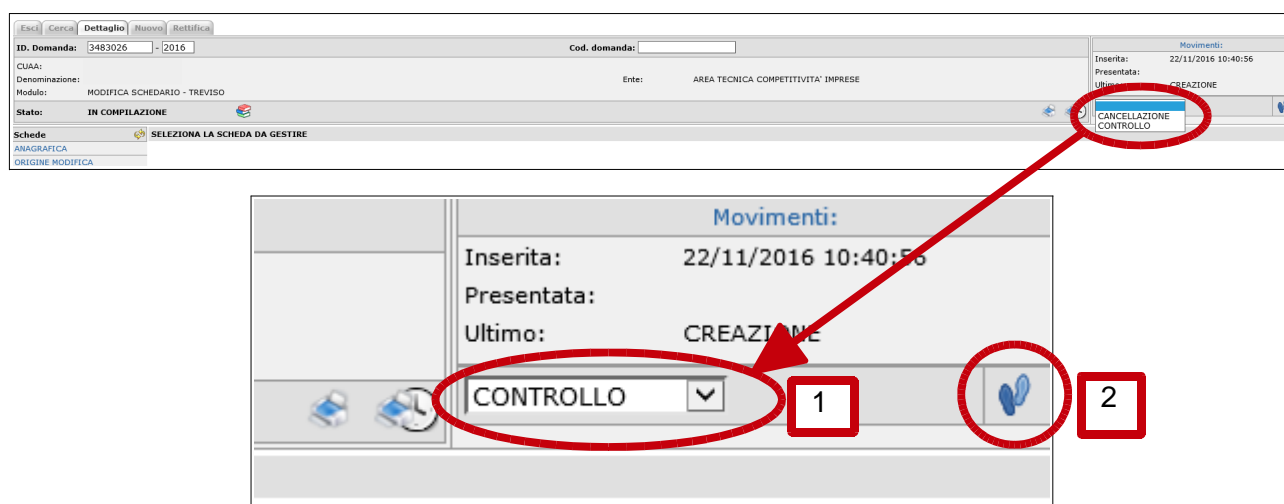 Esci Cerca Dettaglio Nuovo Rettifica
ID. Domanda: 3483026 - 2016 Cod. domanda:
CUAA:
Denominazione: Ente: AREA TECNICA COMPETITIVITA' IMPRESE
Modulo: MODIFICA SCHEDARIO - TREVISO
Stato: IN COMPILAZIONE
Movimenti:
Inserita: 22/11/2016 10:40:56
Presentata:
Ultimo: CREAZIONE
CANCELLAZIONE
CONTROLLO
Schede SELEZIONA LA SCHEDA DA GESTIRE
ANAGRAFICA
ORIGINE MODIFICA
Movimenti:
Inserita: 22/11/2016 10:40:56
Presentata:
Ultimo: CREAZIONE
CONTROLLO
1
2